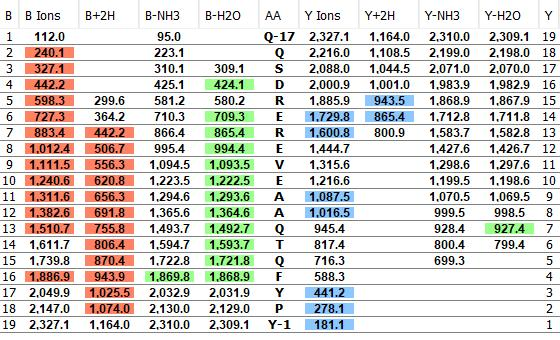 B B Ions B+2H B-NH3 B-H2O AA Y Ions Y+2H Y-NH3 Y-H2O Y
1 112.0 95.0 Q-17 2,327.1 1,164.0 2,310.0 2,309.1 19
2 240.1 223.1 Q 2,216.0 1,108.5 2,199.0 2,198.0 18
3 327.1 310.1 309.1 S 2,088.0 1,044.5 2,071.0 2,070.0 17
4 442.2 425.1 424.1 D 2,000.9 1,001.0 1,983.9 1,982.9 16
5 598.3 299.6 581.2 580.2 R 1,885.9 943.5 1,868.9 1,867.9 15
6 727.3 364.2 710.3 709.3 E 1,729.8 865.4 1,712.8 1,711.8 14
7 883.4 442.2 866.4 865.4 R 1,600.8 800.9 1,583.7 1,582.8 13
8 1,012.4 506.7 995.4 994.4 E 1,444.7 1,427.6 1,426.7 12
9 1,111.5 556.3 1,094.5 1,093.5 V 1,315.6 1,298.6 1,297.6 11
10 1,240.6 620.8 1,223.5 1,222.5 E 1,216.6 1,199.5 1,198.6 10
11 1,311.6 656.3 1,294.6 1,293.6 A 1,087.5 1,070.5 1,069.5 9
12 1,382.6 691.8 1,365.6 1,364.6 A 1,016.5 999.5 998.5 8
13 1,510.7 755.8 1,493.7 1,492.7 Q 945.4 928.4 927.4 7
14 1,611.7 806.4 1,594.7 1,593.7 T 817.4 800.4 799.4 6
15 1,739.8 870.4 1,722.8 1,721.8 Q 716.3 699.3 5
16 1,886.9 943.9 1,869.8 1,868.9 F 588.3 4
17 2,049.9 1,025.5 2,032.9 2,031.9 Y 441.2 3
18 2,147.0 1,074.0 2,130.0 2,129.0 P 278.1 2
19 2,327.1 1,164.0 2,310.0 2,309.1 Y-1 181.1 1